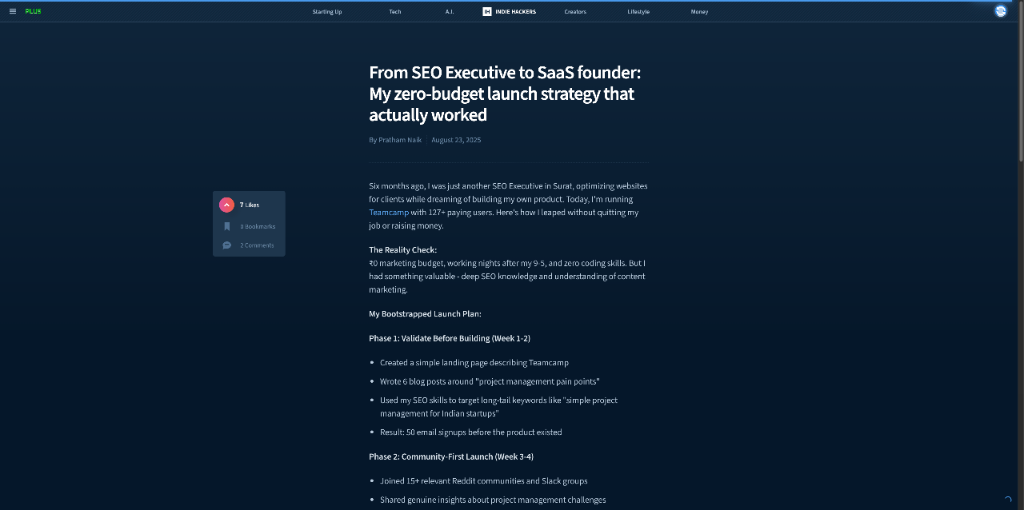 PLUS
Starting Up
Tech
A.I.
INDIE HACKERS
Creators
Lifestyle
Money
From SEO Executive to SaaS founder:
My zero-budget launch strategy that
actually worked
By Pratham Naik August 23, 2025
7 Likes
3 Bookmarks
2 Comments
Six months ago, I was just another SEO Executive in Surat, optimizing websites
for clients while dreaming of building my own product. Today, I'm running
Teamcamp with 127+ paying users. Here's how I leaped without quitting my
job or raising money.
The Reality Check:
₹0 marketing budget, working nights after my 9-5, and zero coding skills. But I
had something valuable - deep SEO knowledge and understanding of content
marketing.
My Bootstrapped Launch Plan:
Phase 1: Validate Before Building (Week 1-2)
• Created a simple landing page describing Teamcamp
• Wrote 6 blog posts around "project management pain points"
• Used my SEO skills to target long-tail keywords like "simple project
management for Indian startups"
• Result: 50 email signups before the product existed
Phase 2: Community-First Launch (Week 3-4)
• Joined 15+ relevant Reddit communities and Slack groups
• Shared genuine insights about project management challenges